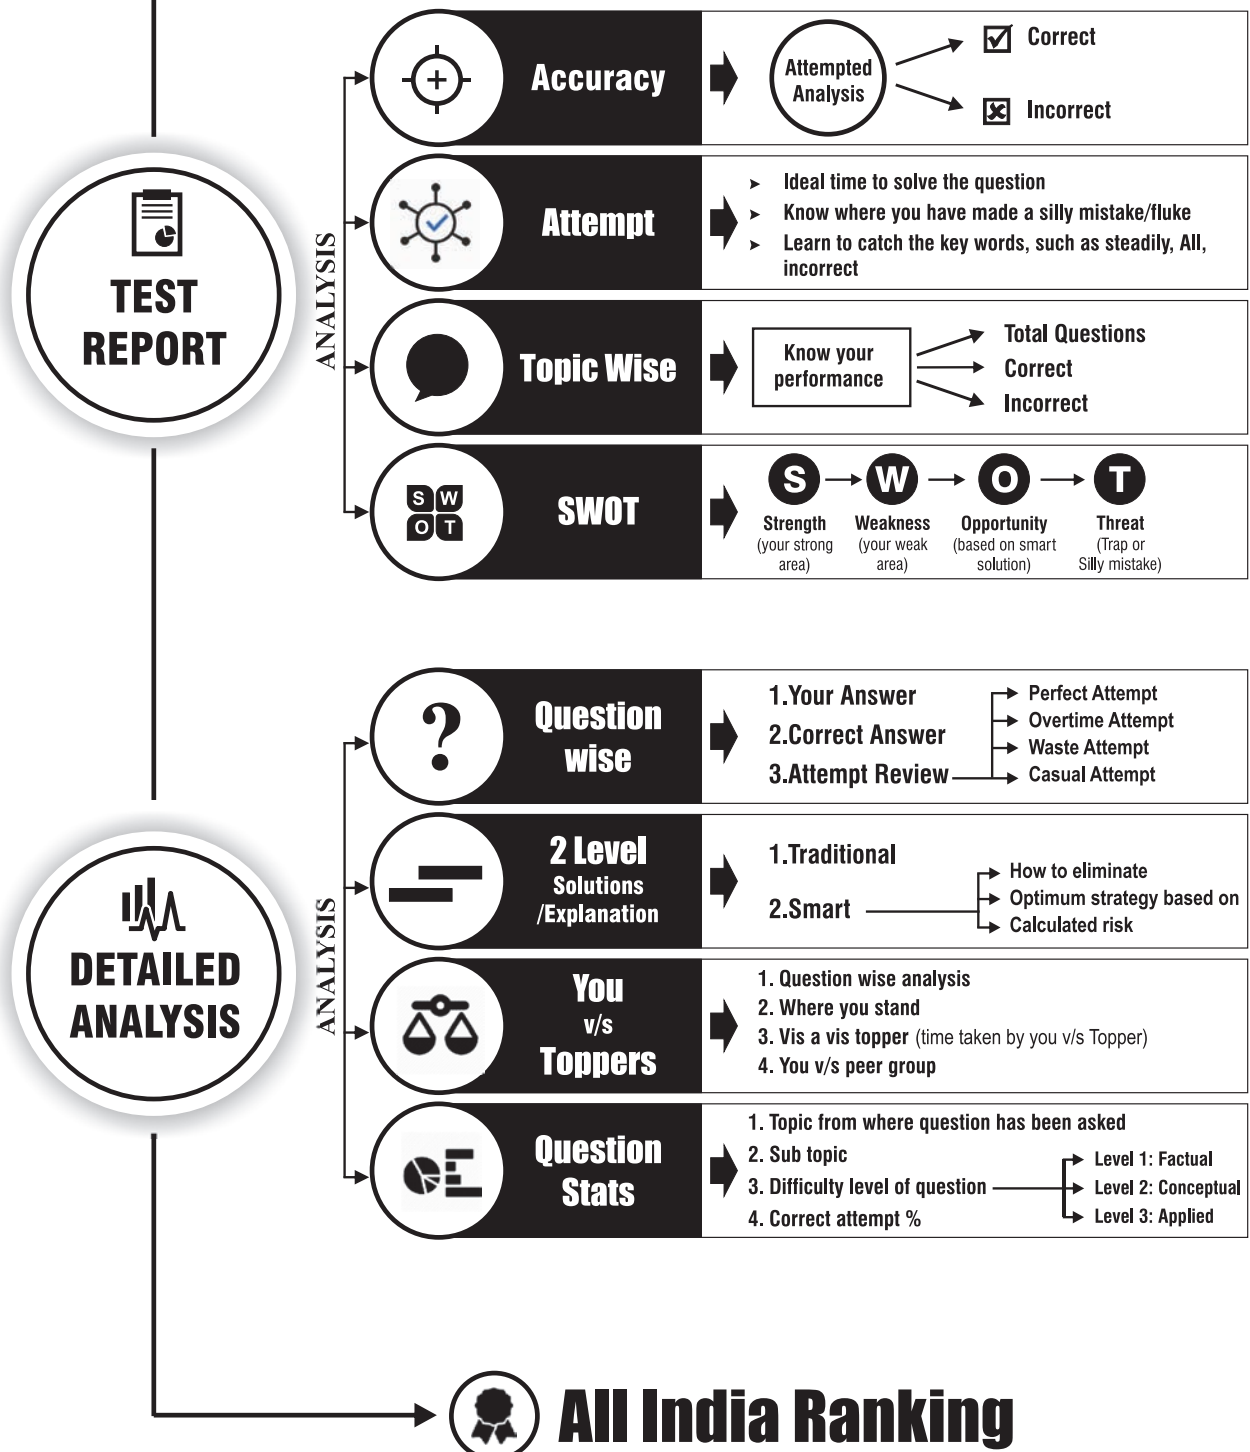 TEST
REPORT
ANALYSIS
Accuracy
Attempted
Analysis
Correct
Incorrect
Attempt
➤ Ideal time to solve the question
➤ Know where you have made a silly mistake/fluke
➤ Learn to catch the key words, such as steadily, All,
incorrect
Topic Wise
Know your
performance
Total Questions
Correct
Incorrect
S W
O T
SWOT
S W O T
Strength Weakness Opportunity Threat
(your strong (your weak (based on smart (Trap or
area) area) solution) Silly mistake)
DETAILED
ANALYSIS
ANALYSIS
?
Question
wise
1.Your Answer
2.Correct Answer
3.Attempt Review
Perfect Attempt
Overtime Attempt
Waste Attempt
Casual Attempt
2 Level
Solutions
/Explanation
1.Traditional
2.Smart
How to eliminate
Optimum strategy based on
Calculated risk
You
v/s
Toppers
1. Question wise analysis
2. Where you stand
3. Vis a vis topper (time taken by you v/s Topper)
4. You v/s peer group
Question
Stats
1. Topic from where question has been asked
2. Sub topic
3. Difficulty level of question
4. Correct attempt %
Level 1: Factual
Level 2: Conceptual
Level 3: Applied
All India Ranking